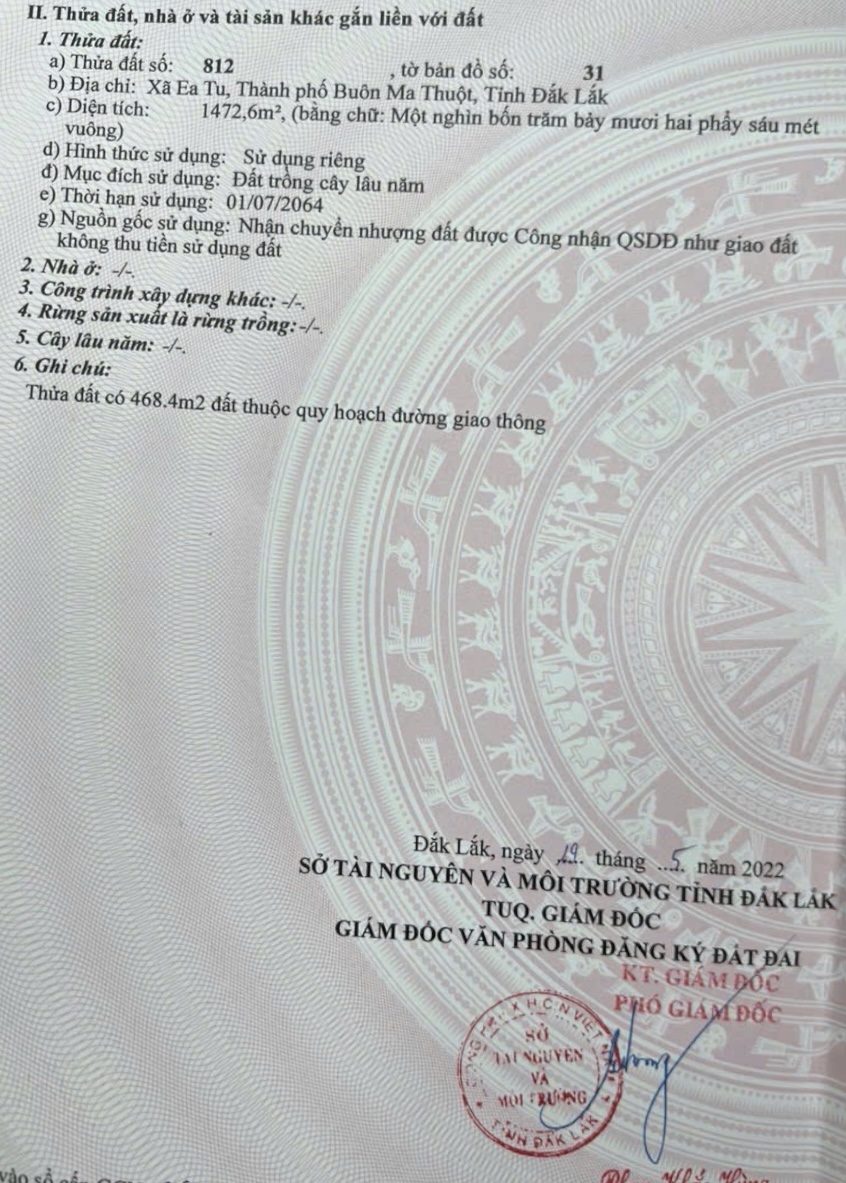 II. Thửa đất, nhà ở và tài sản khác gắn liền với đất
1. Thửa đất:
a) Thửa đất số: 812 , tờ bản đồ số: 31
b) Địa chỉ: Xã Ea Tu, Thành phố Buôn Ma Thuột, Tỉnh Đắk Lắk
c) Diện tích: 1472,6m², (bằng chữ: Một nghìn bốn trăm bảy mươi hai phẩy sáu mét
vuông)
d) Hình thức sử dụng: Sử dụng riêng
đ) Mục đích sử dụng: Đất trồng cây lâu năm
e) Thời hạn sử dụng: 01/07/2064
g) Nguồn gốc sử dụng: Nhận chuyển nhượng đất được Công nhận QSDĐ như giao đất
không thu tiền sử dụng đất
2. Nhà ở: -/-.
3. Công trình xây dựng khác: -/-.
4. Rừng sản xuất là rừng trồng: -/-.
5. Cây lâu năm: -/-.
6. Ghi chú:
Thửa đất có 468.4m2 đất thuộc quy hoạch đường giao thông
Đắk Lắk, ngày 19. tháng ..5. năm 2022
SỞ TÀI NGUYÊN VÀ MÔI TRƯỜNG TỈNH ĐẮK LẮK
TUQ. GIÁM ĐỐC
GIÁM ĐỐC VĂN PHÒNG ĐĂNG KÝ ĐẤT ĐAI
KT. GIÁM ĐỐC
PHÓ GIÁM ĐỐC
SỞ
TÀI NGUYÊN
VÀ
MÔI TRƯỜNG
TỈNH ĐẮK LẮK
vào sổ cấp